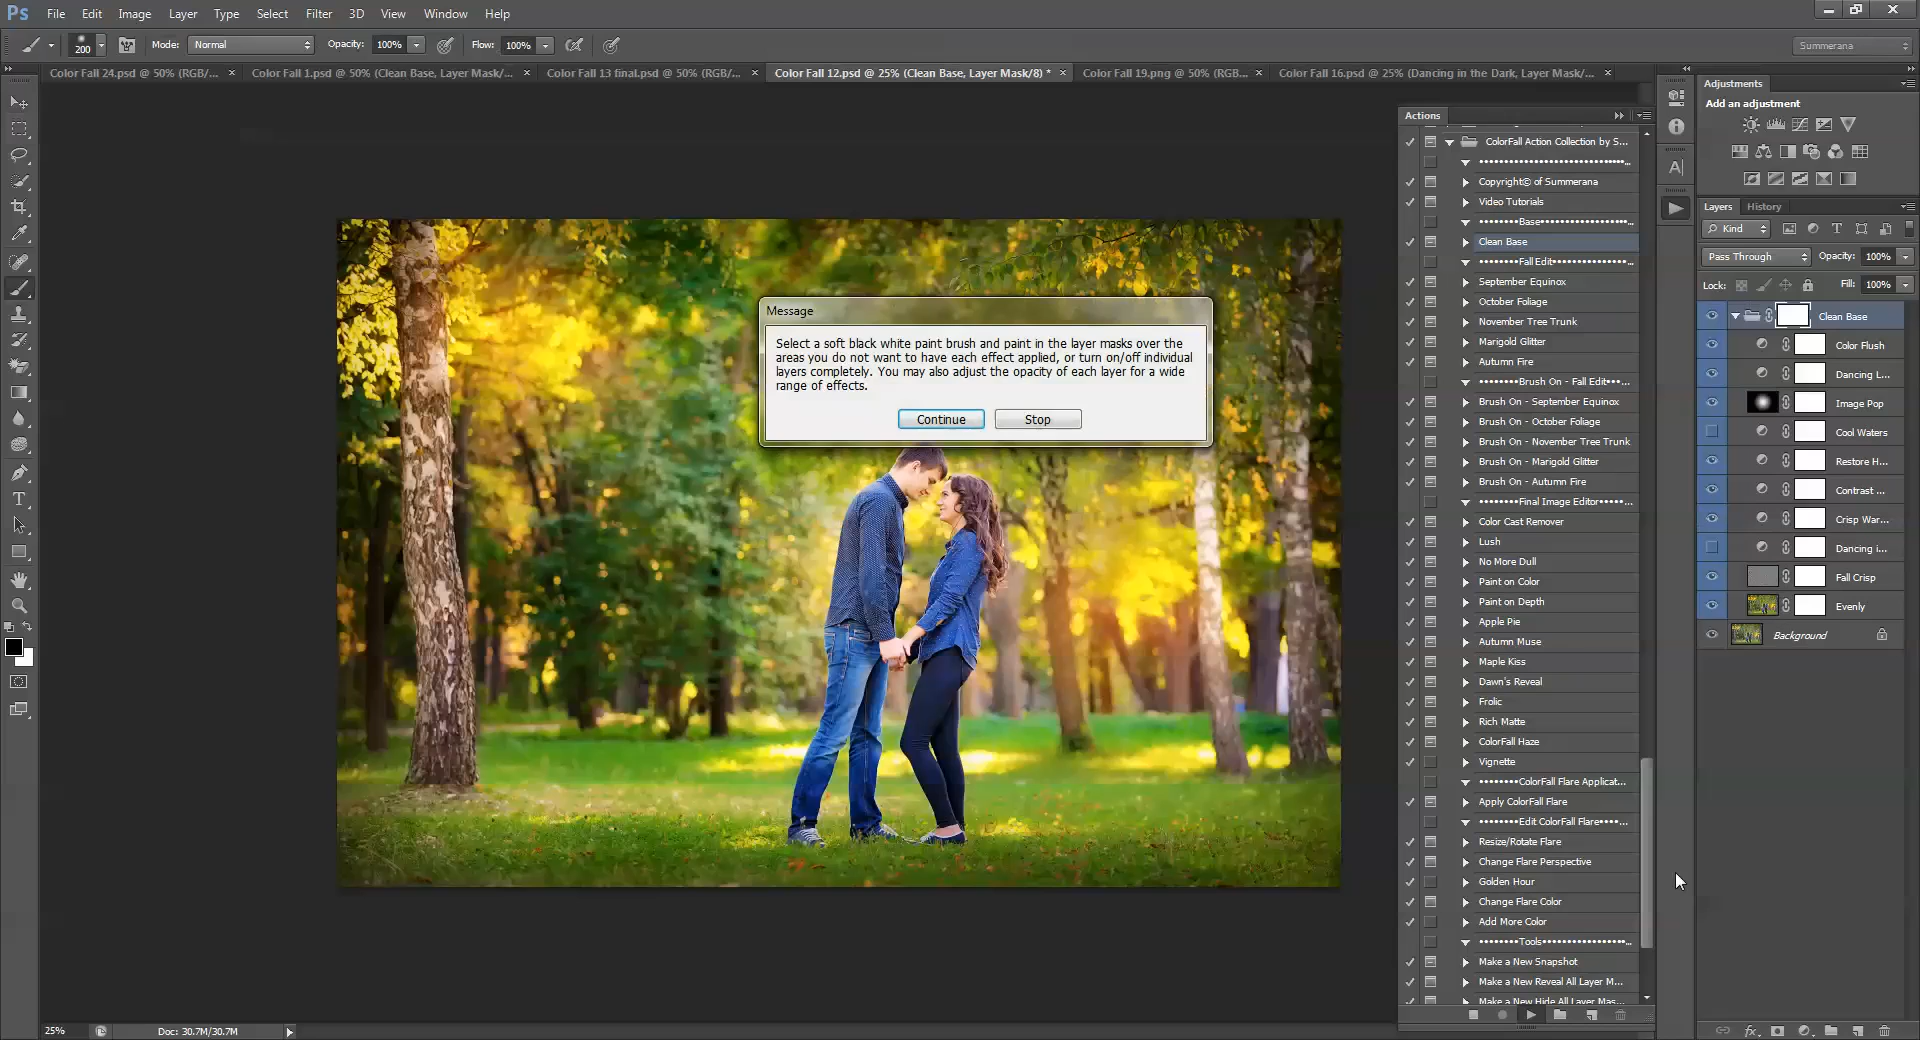 Ps File Edit Image Layer Type Select Filter 3D View Window Help
200 Mode: Normal Opacity: 100% Flow: 100% Summerana
Color Fall 24.psd @ 50% (RGB/... × Color Fall 1.psd @ 50% (Clean Base, Layer Mask/... × Color Fall 13 final.psd @ 50% (RGB/... × Color Fall 12.psd @ 25% (Clean Base, Layer Mask/8) * × Color Fall 19.png @ 50% (RGB... × Color Fall 16.psd @ 25% (Dancing in the Dark, Layer Mask/... ×
Message
Select a soft black white paint brush and paint in the layer masks over the
areas you do not want to have each effect applied, or turn on/off individual
layers completely. You may also adjust the opacity of each layer for a wide
range of effects.
Continue Stop
Actions
ColorFall Action Collection by S...
••••••••••••••••••••••••••••••...
Copyright© of Summerana
Video Tutorials
••••••••Base•••••••••••••••••••...
Clean Base
••••••••Fall Edit••••••••••••••••...
September Equinox
October Foliage
November Tree Trunk
Marigold Glitter
Autumn Fire
••••••••Brush On - Fall Edit•••...
Brush On - September Equinox
Brush On - October Foliage
Brush On - November Tree Trunk
Brush On - Marigold Glitter
Brush On - Autumn Fire
••••••••Final Image Editor•••••...
Color Cast Remover
Lush
No More Dull
Paint on Color
Paint on Depth
Apple Pie
Autumn Muse
Maple Kiss
Dawn's Reveal
Frolic
Rich Matte
ColorFall Haze
Vignette
••••••••ColorFall Flare Applicat...
Apply ColorFall Flare
••••••••Edit ColorFall Flare••••...
Resize/Rotate Flare
Change Flare Perspective
Golden Hour
Change Flare Color
Add More Color
••••••••Tools•••••••••••••••••...
Make a New Snapshot
Make a New Reveal All Layer M...
Make a New Hide All Layer Mas...
Adjustments
Add an adjustment
Layers History
Kind
Pass Through Opacity: 100%
Lock: Fill: 100%
Clean Base
Color Flush
Dancing L...
Image Pop
Cool Waters
Restore H...
Contrast ...
Crisp War...
Dancing i...
Fall Crisp
Evenly
Background
25% Doc: 30.7M/30.7M